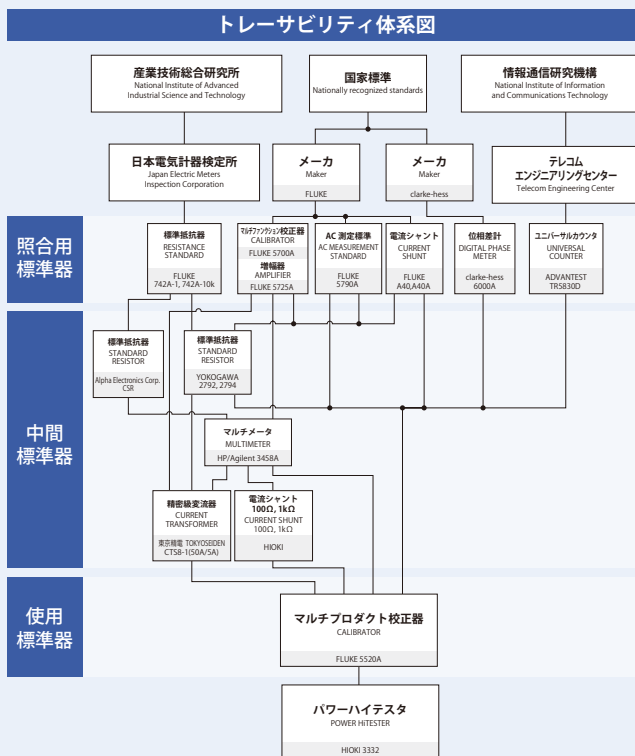 トレーサビリティ体系図
産業技術総合研究所
National Institute of Advanced
Industrial Science and Technology
国家標準
Nationally recognized standards
情報通信研究機構
National Institute of Information
and Communications Technology
日本電気計器検定所
Japan Electric Meters
Inspection Corporation
メーカ
Maker
FLUKE
メーカ
Maker
clarke-hess
テレコム
エンジニアリングセンター
Telecom Engineering Center
照合用
標準器
標準抵抗器
RESISTANCE
STANDARD
FLUKE
742A-1, 742A-10k
マルチファンクション校正器
CALIBRATOR
FLUKE 5700A
増幅器
AMPLIFIER
FLUKE 5725A
AC 測定標準
AC MEASUREMENT
STANDARD
FLUKE
5790A
電流シャント
CURRENT
SHUNT
FLUKE
A40,A40A
位相差計
DIGITAL PHASE
METER
clarke-hess
6000A
ユニバーサルカウンタ
UNIVERSAL
COUNTER
ADVANTEST
TR5830D
中間
標準器
標準抵抗器
STANDARD
RESISTOR
Alpha Electronics Corp.
CSR
標準抵抗器
STANDARD
RESISTOR
YOKOGAWA
2792, 2794
マルチメータ
MULTIMETER
HP/Agilent 3458A
精密級変流器
CURRENT
TRANSFORMER
東京精電 TOKYOSEIDEN
CTS8-1(50A/5A)
電流シャント
100Ω, 1kΩ
CURRENT SHUNT
100Ω, 1kΩ
HIOKI
使用
標準器
マルチプロダクト校正器
CALIBRATOR
FLUKE 5520A
パワーハイテスタ
POWER HiTESTER
HIOKI 3332